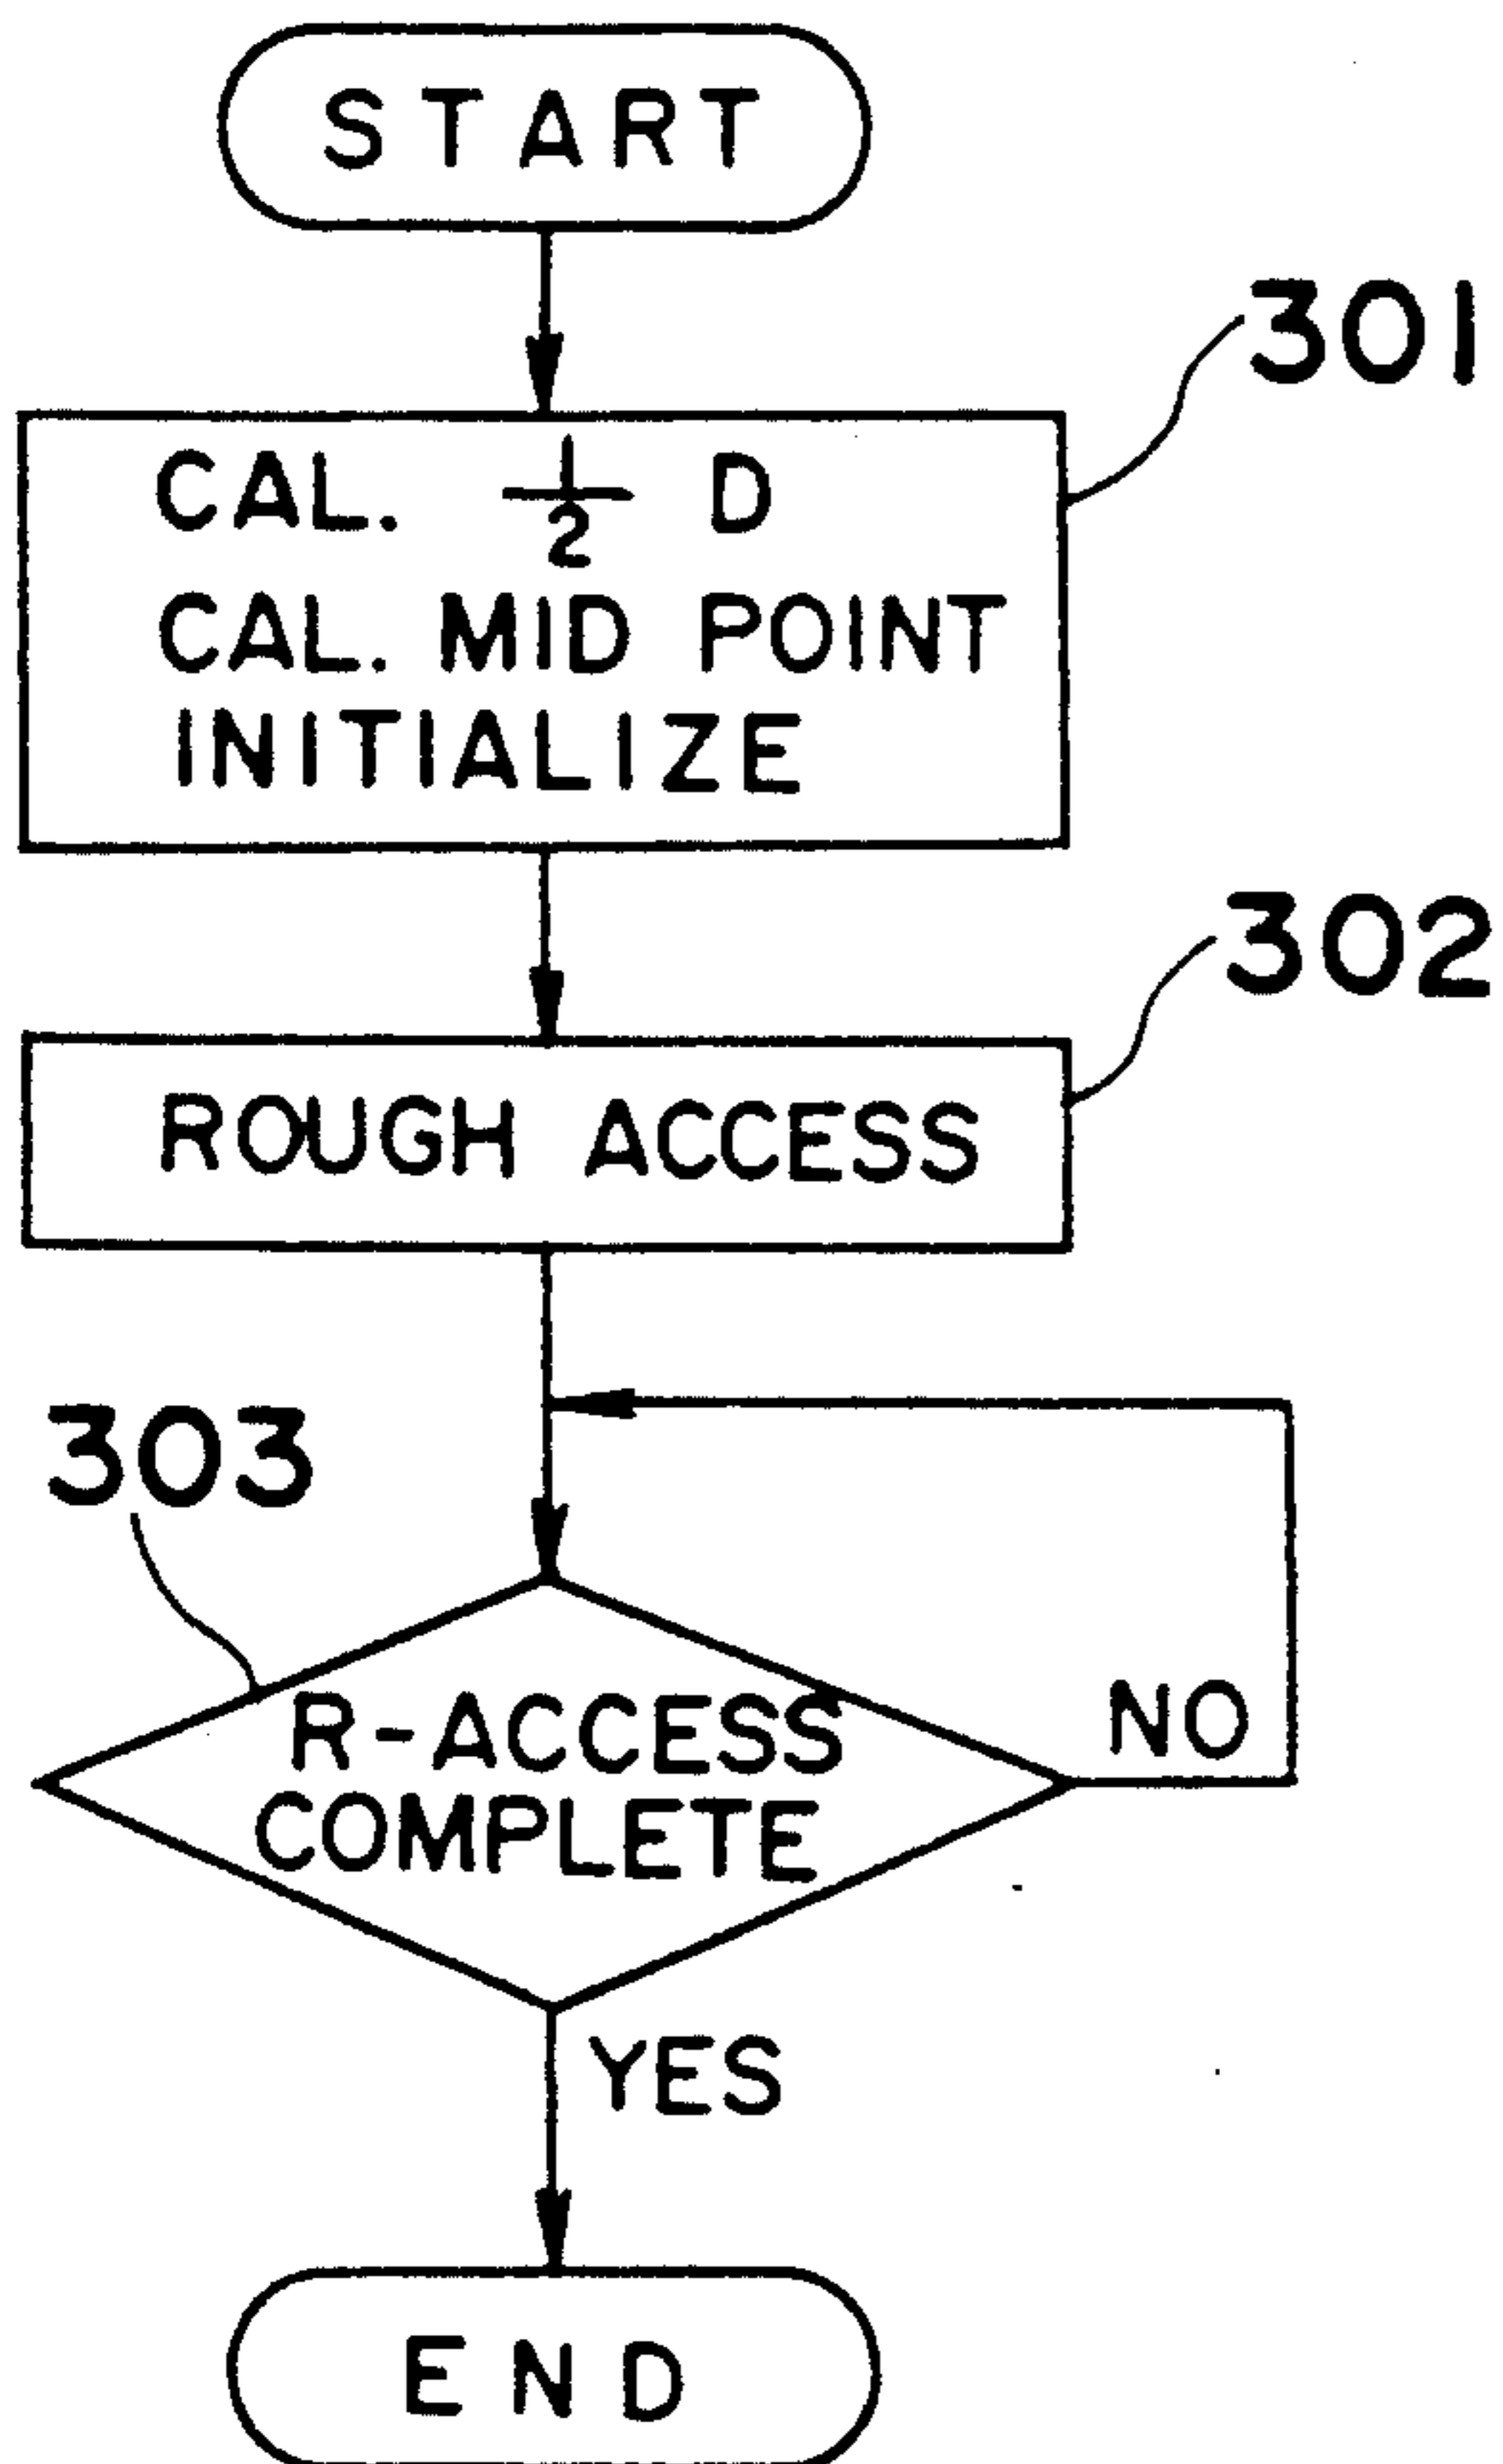 START
301
CAL. 1/2 D
CAL. MID POINT
INITIALIZE
302
ROUGH ACCESS
303
R-ACCESS
COMPLETE
NO
YES
END